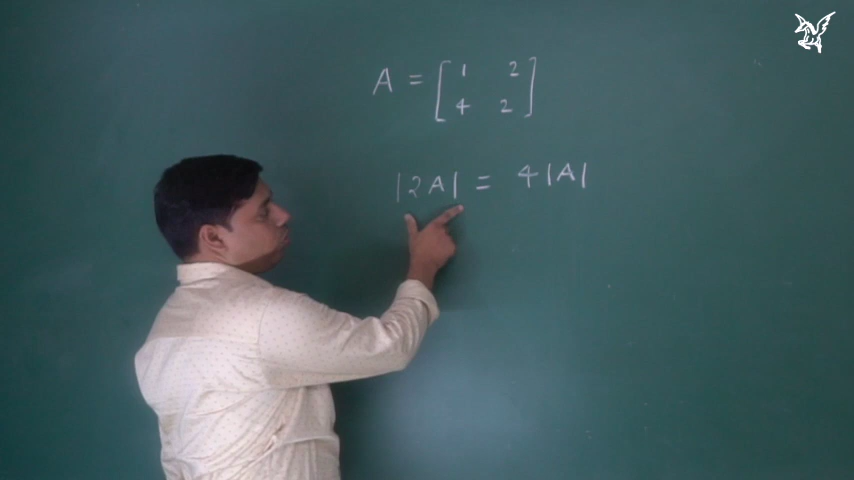 A = [1 2
4 2]
|2A| = 4|A|